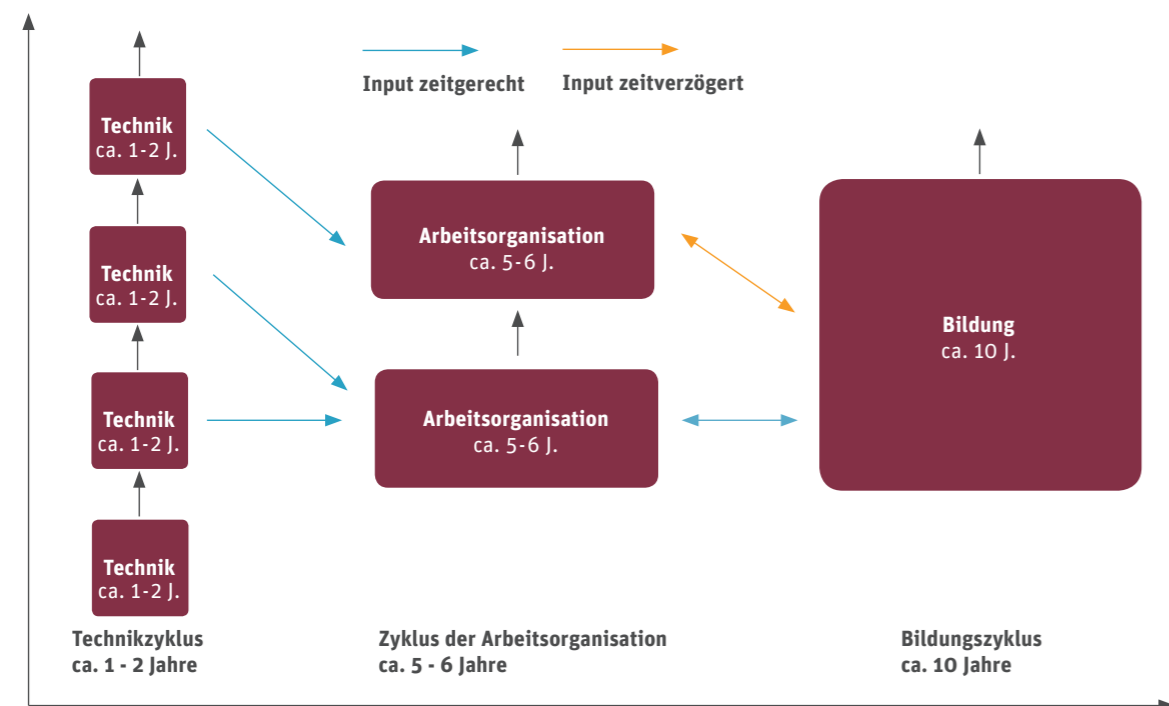 Input zeitgerecht
Input zeitverzögert
Technik
ca. 1-2 J.
Technik
ca. 1-2 J.
Technik
ca. 1-2 J.
Technik
ca. 1-2 J.
Arbeitsorganisation
ca. 5-6 J.
Arbeitsorganisation
ca. 5-6 J.
Bildung
ca. 10 J.
Technikzyklus
ca. 1 - 2 Jahre
Zyklus der Arbeitsorganisation
ca. 5 - 6 Jahre
Bildungszyklus
ca. 10 Jahre